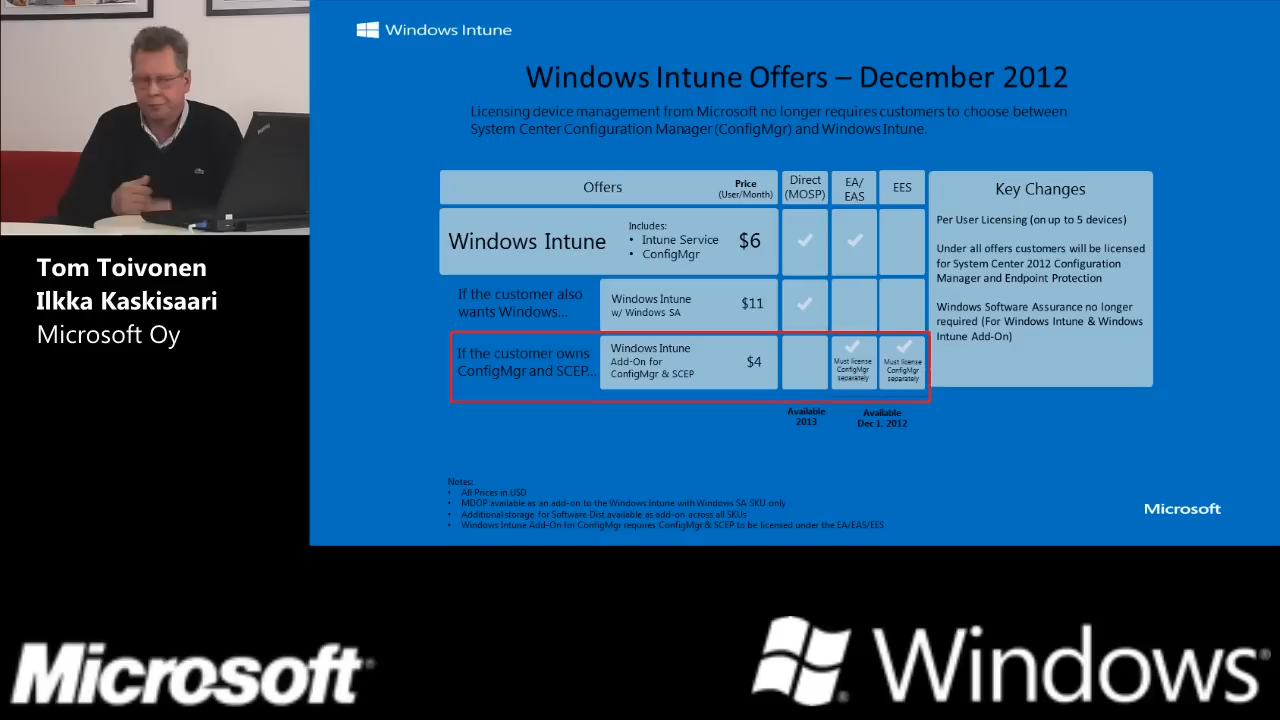 Windows Intune
Windows Intune Offers – December 2012
Licensing device management from Microsoft no longer requires customers to choose between
System Center Configuration Manager (ConfigMgr) and Windows Intune.
Offers
Price
(User/Month)
Direct
(MOSP)
EA/
EAS
EES
Windows Intune
Includes:
• Intune Service
• ConfigMgr
$6
If the customer also
wants Windows...
Windows Intune
w/ Windows SA
$11
If the customer owns
ConfigMgr and SCEP...
Windows Intune
Add-On for
ConfigMgr & SCEP
$4
Must license
ConfigMgr
separately
Must license
ConfigMgr
separately
Available
2013
Available
Dec 1, 2012
Key Changes
Per User Licensing (on up to 5 devices)
Under all offers customers will be licensed
for System Center 2012 Configuration
Manager and Endpoint Protection
Windows Software Assurance no longer
required (For Windows Intune & Windows
Intune Add-On)
Notes:
• All Prices in USD
• MDOP available as an add-on to the Windows Intune with Windows SA SKU only
• Additional storage for Software Dist available as add-on across all SKUs
• Windows Intune Add-On for ConfigMgr requires ConfigMgr & SCEP to be licensed under the EA/EAS/EES
Microsoft
Tom Toivonen
Ilkka Kaskisaari
Microsoft Oy
Microsoft®
Windows®